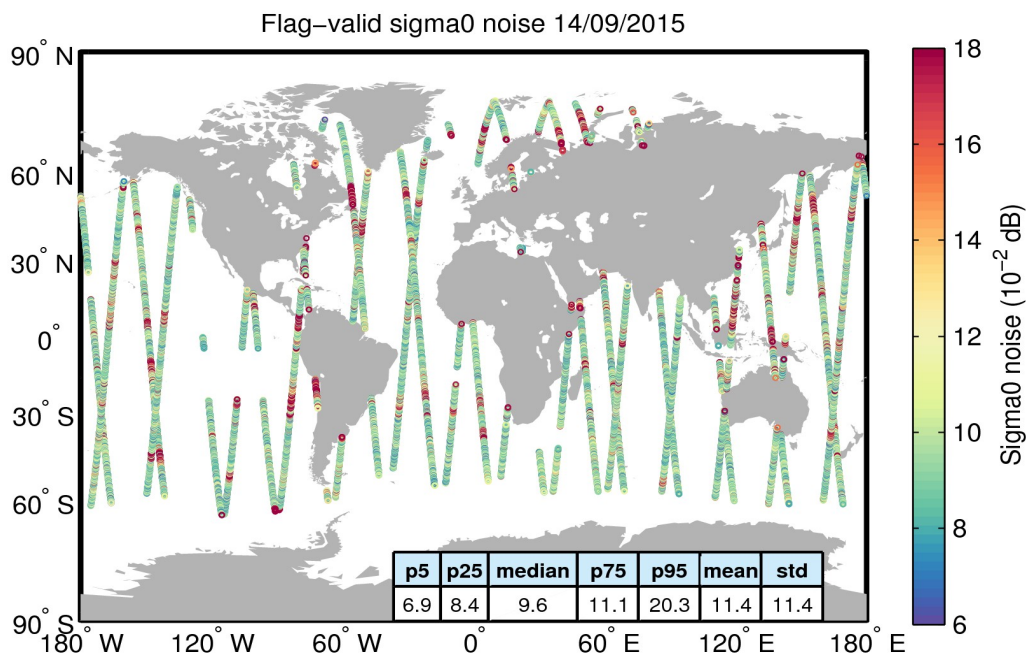 Flag−valid sigma0 noise 14/09/2015
90° N
60° N
30° N
0°
30° S
60° S
90° S
180° W
120° W
60° W
0°
60° E
120° E
180° E
p5 p25 median p75 p95 mean std
6.9 8.4 9.6 11.1 20.3 11.4 11.4
18
16
14
12
10
8
6
Sigma0 noise (10⁻² dB)